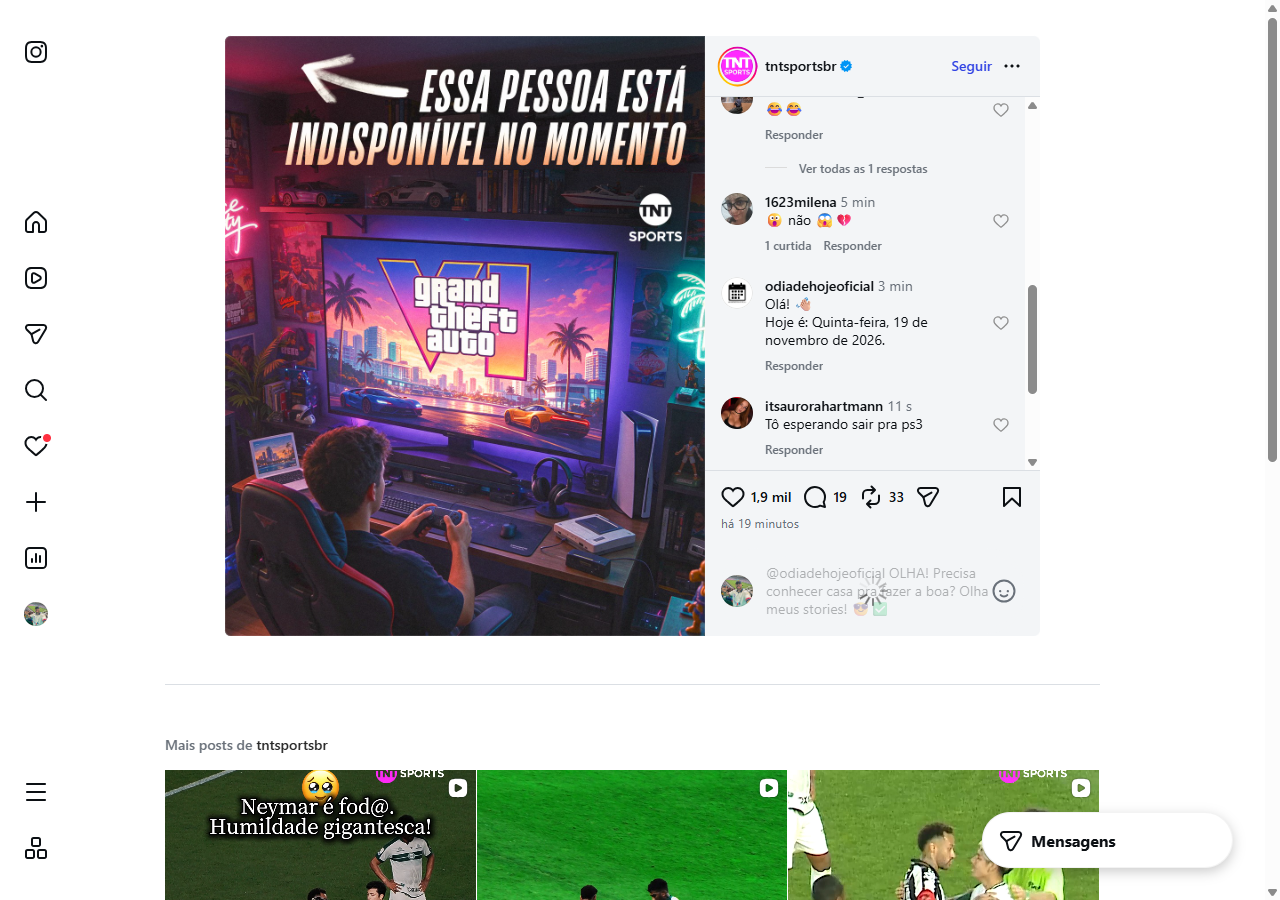 ESSA PESSOA ESTÁ
INDISPONÍVEL NO MOMENTO
TNT
SPORTS
grand
theft
auto
VI
TNT
SPORTS
tntsportsbr
Seguir
😂😂
Responder
Ver todas as 1 respostas
1623milena 5 min
😲 não 😱💔
1 curtida Responder
odiadehojeoficial 3 min
Olá! 👋🏼
Hoje é: Quinta-feira, 19 de
novembro de 2026.
Responder
itsaurorahartmann 11 s
Tô esperando sair pra ps3
Responder
1,9 mil 19 33
há 19 minutos
@odiadehojeoficial OLHA! Precisa
conhecer casa pra fazer a boa? Olha
meus stories! ✅
Mais posts de tntsportsbr
SPORTS
Neymar é fod@.
Humildade gigantesca!
SPORTS
Mensagens